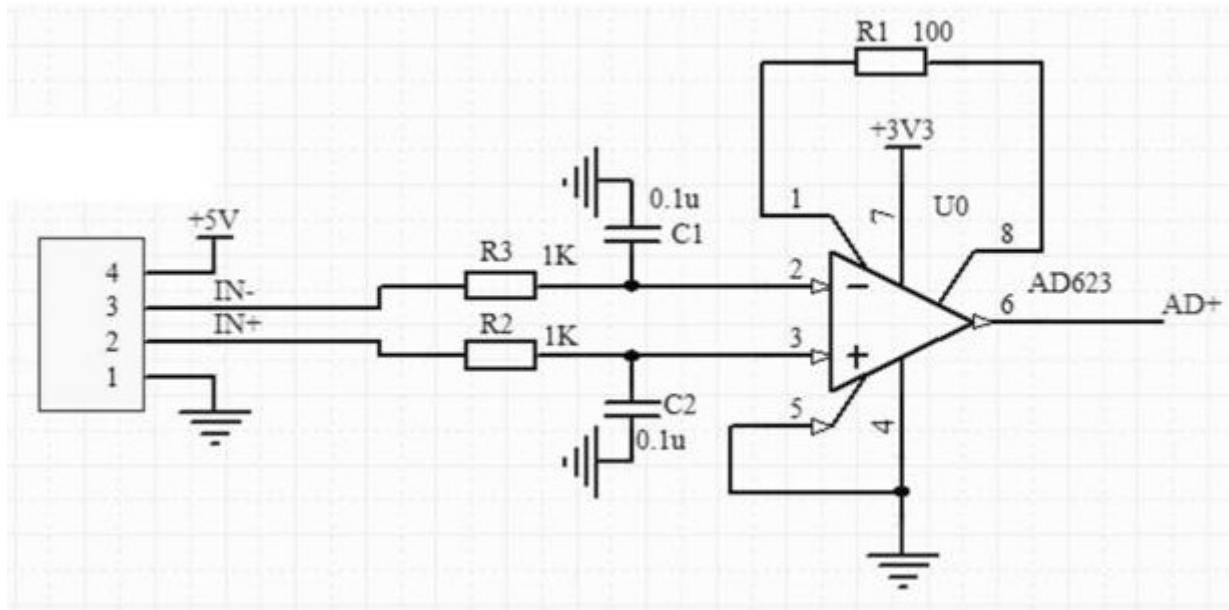 R1 100
+3V3
1
7
U0
8
0.1u
C1
+5V
4
R3 1K
2
AD623
3
IN-
6
AD+
IN+
2
R2 1K
3
1
5
C2
4
0.1u